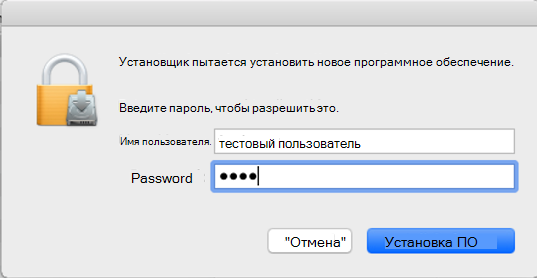 Установщик пытается установить новое программное обеспечение.
Введите пароль, чтобы разрешить это.
Имя пользователя. тестовый пользователь
Password : ••••
"Отмена" Установка ПО